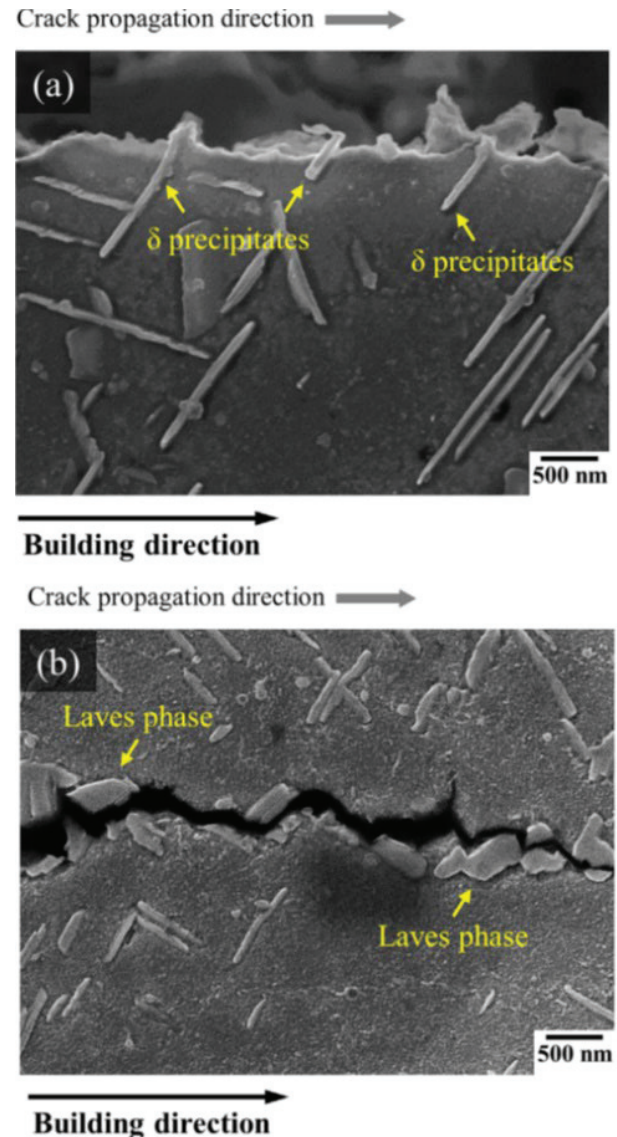 Crack propagation direction
(a)
δ precipitates
δ precipitates
500 nm
Building direction
Crack propagation direction
(b)
Laves phase
Laves phase
500 nm
Building direction